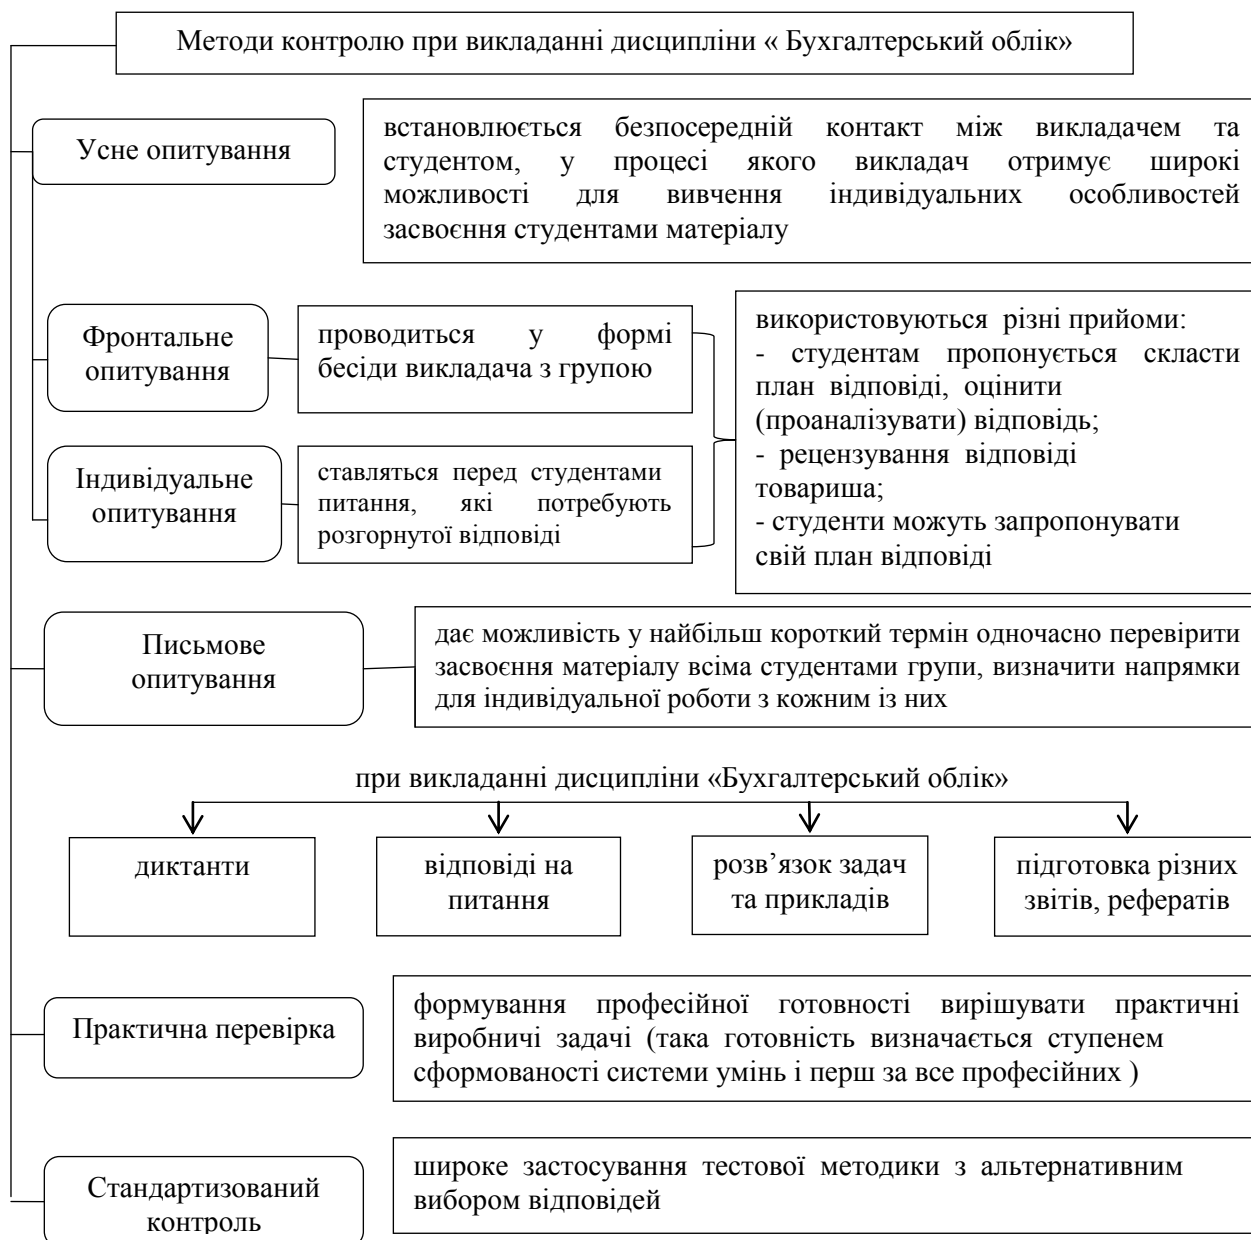 Методи контролю при викладанні дисципліни « Бухгалтерський облік»
Усне опитування
встановлюється безпосередній контакт між викладачем та
студентом, у процесі якого викладач отримує широкі
можливості для вивчення індивідуальних особливостей
засвоєння студентами матеріалу
Фронтальне
опитування
проводиться у формі
бесіди викладача з групою
Індивідуальне
опитування
ставляться перед студентами
питання, які потребують
розгорнутої відповіді
використовуються різні прийоми:
- студентам пропонується скласти
план відповіді, оцінити
(проаналізувати) відповідь;
- рецензування відповіді
товариша;
- студенти можуть запропонувати
свій план відповіді
Письмове
опитування
дає можливість у найбільш короткий термін одночасно перевірити
засвоєння матеріалу всіма студентами групи, визначити напрямки
для індивідуальної роботи з кожним із них
при викладанні дисципліни «Бухгалтерський облік»
диктанти
відповіді на
питання
розв’язок задач
та прикладів
підготовка різних
звітів, рефератів
Практична перевірка
формування професійної готовності вирішувати практичні
виробничі задачі (така готовність визначається ступенем
сформованості системи умінь і перш за все професійних )
Стандартизований
контроль
широке застосування тестової методики з альтернативним
вибором відповідей